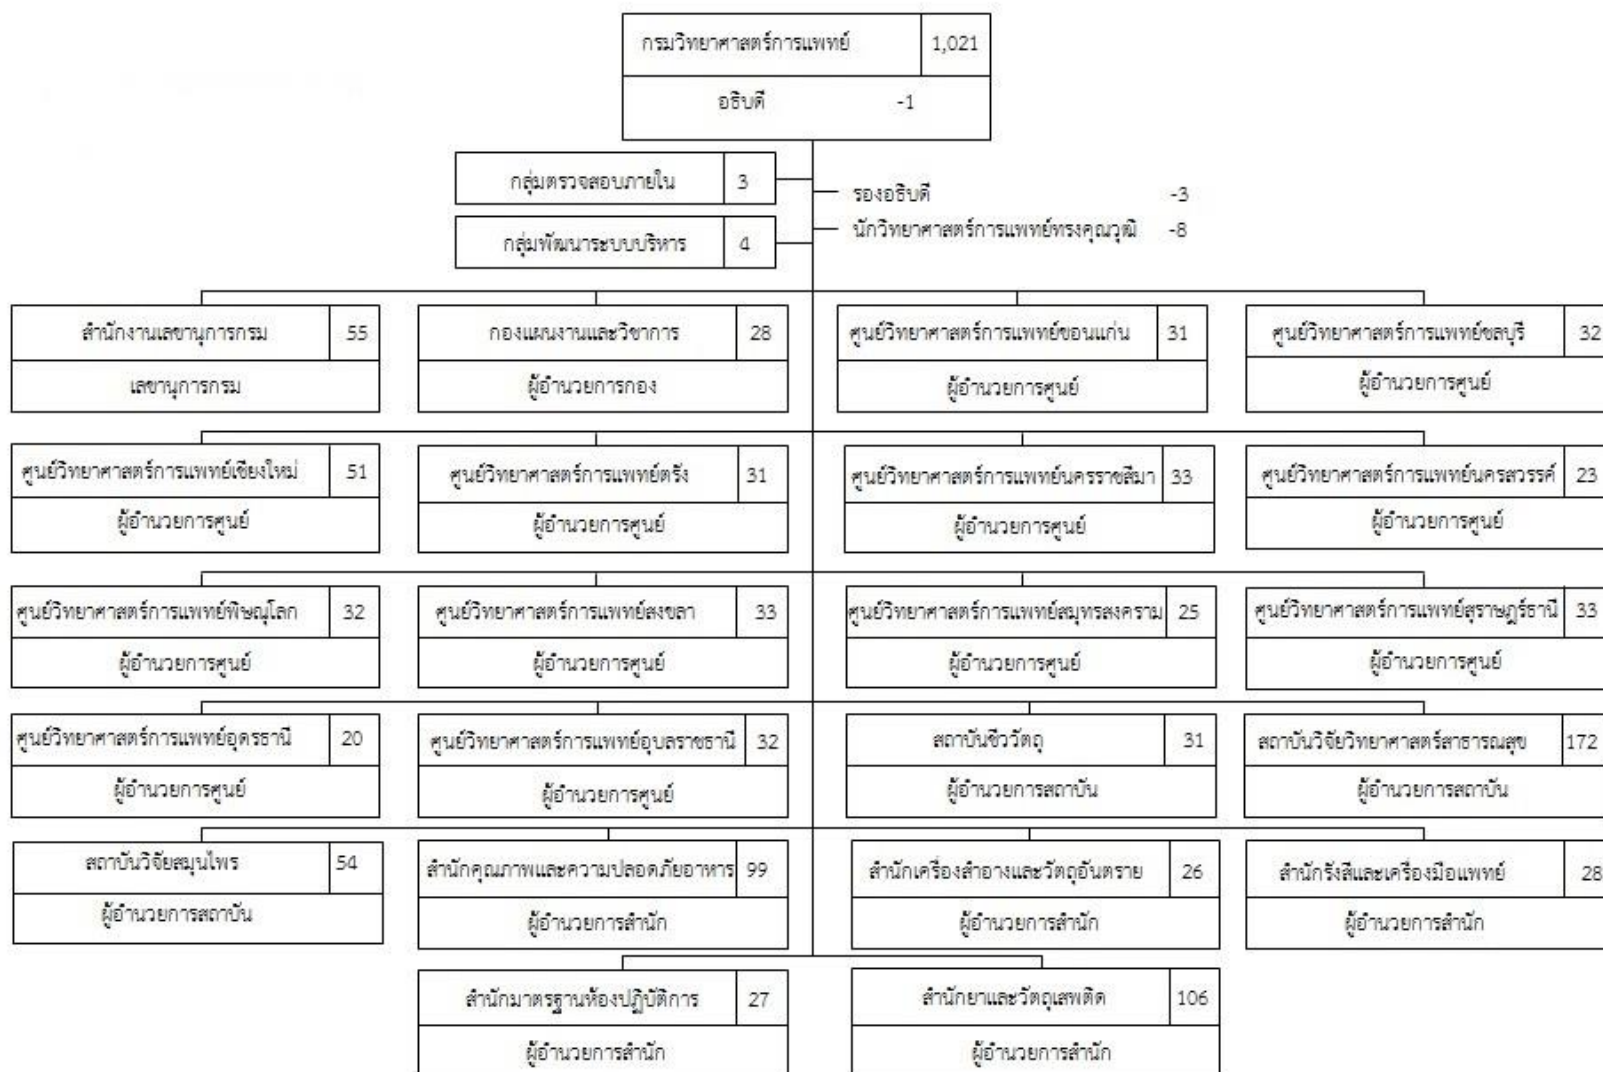 กรมวิทยาศาสตร์การแพทย์ 1,021
อธิบดี -1
กลุ่มตรวจสอบภายใน 3
รองอธิบดี -3
นักวิทยาศาสตร์การแพทย์ทรงคุณวุฒิ -8
กลุ่มพัฒนาระบบบริหาร 4
สำนักงานเลขานุการกรม 55
เลขานุการกรม
กองแผนงานและวิชาการ 28
ผู้อำนวยการกอง
ศูนย์วิทยาศาสตร์การแพทย์ขอนแก่น 31
ผู้อำนวยการศูนย์
ศูนย์วิทยาศาสตร์การแพทย์ชลบุรี 32
ผู้อำนวยการศูนย์
ศูนย์วิทยาศาสตร์การแพทย์เชียงใหม่ 51
ผู้อำนวยการศูนย์
ศูนย์วิทยาศาสตร์การแพทย์ตรัง 31
ผู้อำนวยการศูนย์
ศูนย์วิทยาศาสตร์การแพทย์นครราชสีมา 33
ผู้อำนวยการศูนย์
ศูนย์วิทยาศาสตร์การแพทย์นครสวรรค์ 23
ผู้อำนวยการศูนย์
ศูนย์วิทยาศาสตร์การแพทย์พิษณุโลก 32
ผู้อำนวยการศูนย์
ศูนย์วิทยาศาสตร์การแพทย์สงขลา 33
ผู้อำนวยการศูนย์
ศูนย์วิทยาศาสตร์การแพทย์สมุทรสงคราม 25
ผู้อำนวยการศูนย์
ศูนย์วิทยาศาสตร์การแพทย์สุราษฎร์ธานี 33
ผู้อำนวยการศูนย์
ศูนย์วิทยาศาสตร์การแพทย์อุดรธานี 20
ผู้อำนวยการศูนย์
ศูนย์วิทยาศาสตร์การแพทย์อุบลราชธานี 32
ผู้อำนวยการศูนย์
สถาบันชีววัตถุ 31
ผู้อำนวยการสถาบัน
สถาบันวิจัยวิทยาศาสตร์สาธารณสุข 172
ผู้อำนวยการสถาบัน
สถาบันวิจัยสมุนไพร 54
ผู้อำนวยการสถาบัน
สำนักคุณภาพและความปลอดภัยอาหาร 99
ผู้อำนวยการสำนัก
สำนักเครื่องสำอางและวัตถุอันตราย 26
ผู้อำนวยการสำนัก
สำนักรังสีและเครื่องมือแพทย์ 28
ผู้อำนวยการสำนัก
สำนักมาตรฐานห้องปฏิบัติการ 27
ผู้อำนวยการสำนัก
สำนักยาและวัตถุเสพติด 106
ผู้อำนวยการสำนัก